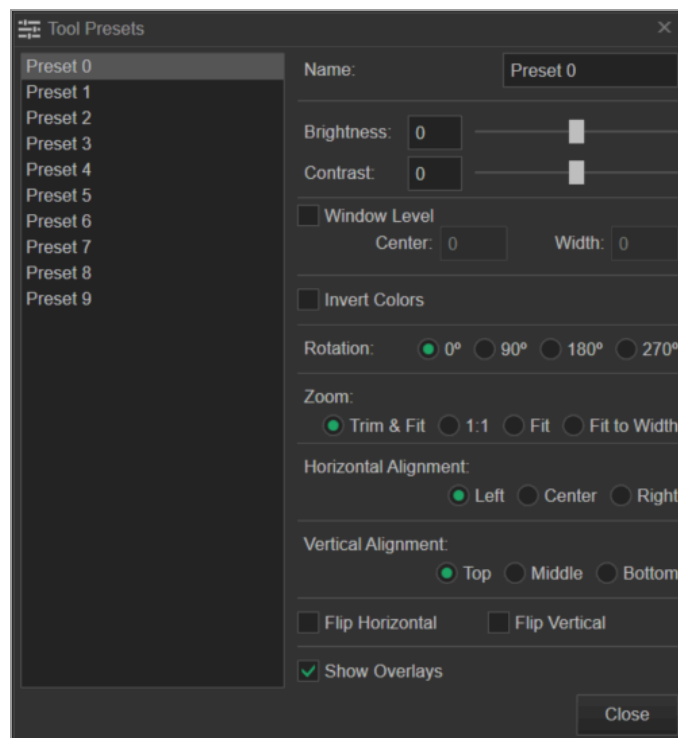 Tool Presets
Preset 0
Preset 1
Preset 2
Preset 3
Preset 4
Preset 5
Preset 6
Preset 7
Preset 8
Preset 9
Name: Preset 0
Brightness: 0
Contrast: 0
Window Level
Center: 0 Width: 0
Invert Colors
Rotation: 0º 90º 180º 270º
Zoom:
Trim & Fit 1:1 Fit Fit to Width
Horizontal Alignment:
Left Center Right
Vertical Alignment:
Top Middle Bottom
Flip Horizontal Flip Vertical
Show Overlays
Close